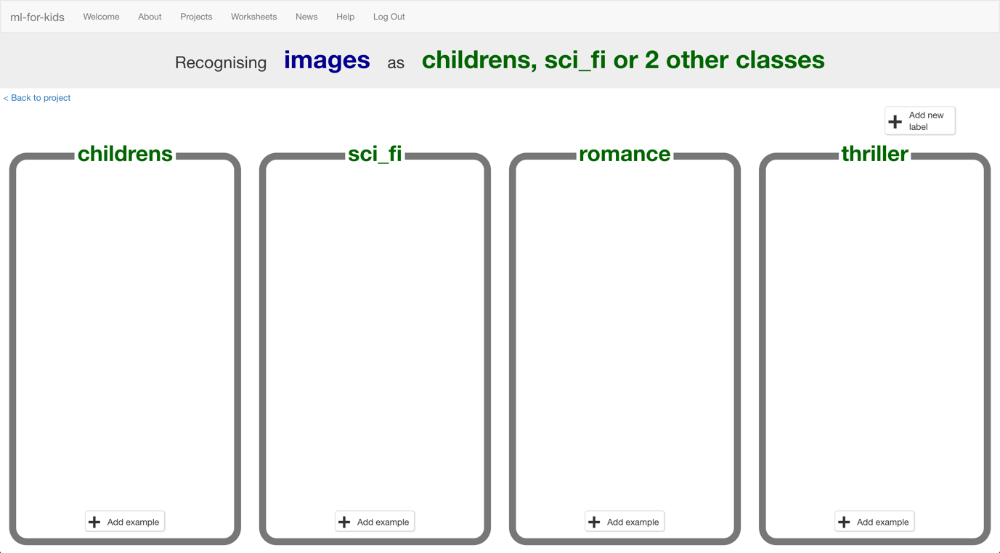 ml-for-kids Welcome About Projects Worksheets News Help Log Out
Recognising images as childrens, sci_fi or 2 other classes
< Back to project
Add new
label
childrens sci_fi romance thriller
Add example Add example Add example Add example